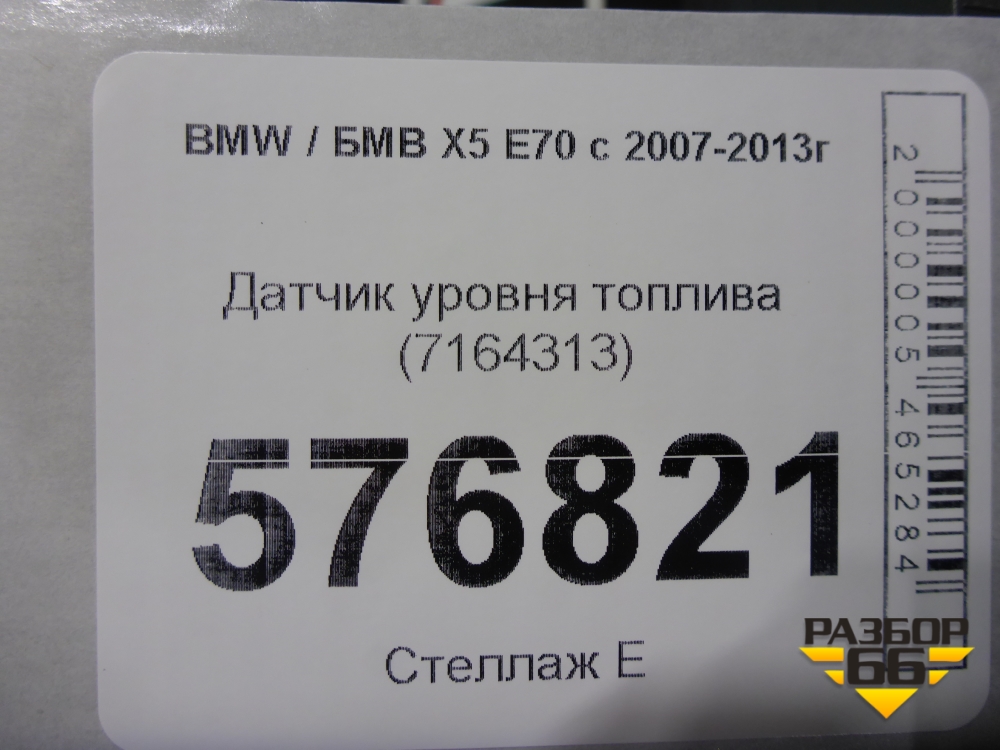 BMW / БМВ X5 E70 с 2007-2013г
Датчик уровня топлива
(7164313)
576821
Стеллаж Е
2000005465284
РАЗБОР
66